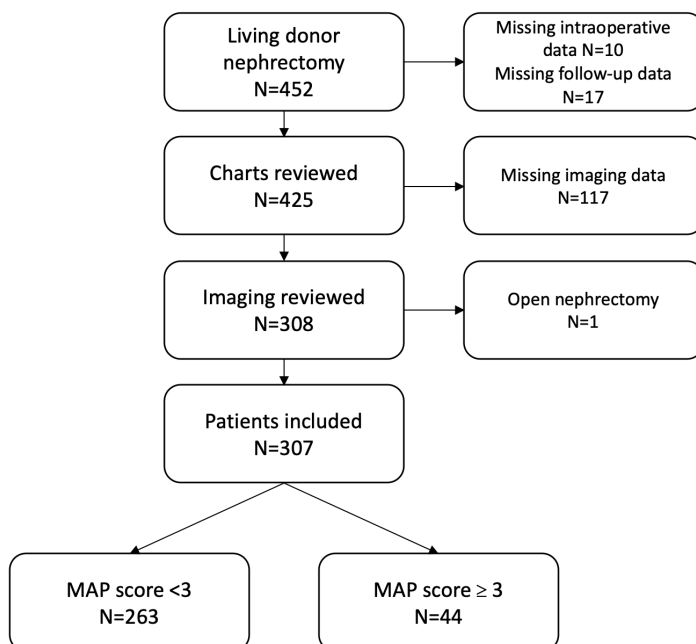 Living donor
nephrectomy
N=452
Missing intraoperative
data N=10
Missing follow-up data
N=17
Charts reviewed
N=425
Missing imaging data
N=117
Imaging reviewed
N=308
Open nephrectomy
N=1
Patients included
N=307
MAP score <3
N=263
MAP score ≥ 3
N=44